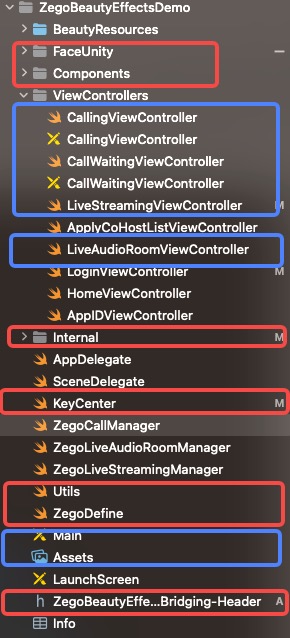 ZegoBeautyEffectsDemo
BeautyResources
FaceUnity
Components
ViewControllers
CallingViewController
CallingViewController
CallWaitingViewController
CallWaitingViewController
LiveStreamingViewController M
ApplyCoHostListViewController
LiveAudioRoomViewController
LoginViewController M
HomeViewController
AppIDViewController
Internal M
AppDelegate
SceneDelegate
KeyCenter M
ZegoCallManager
ZegoLiveAudioRoomManager
ZegoLiveStreamingManager
Utils
ZegoDefine
Main
Assets
LaunchScreen
h ZegoBeautyEffe...Bridging-Header A
Info